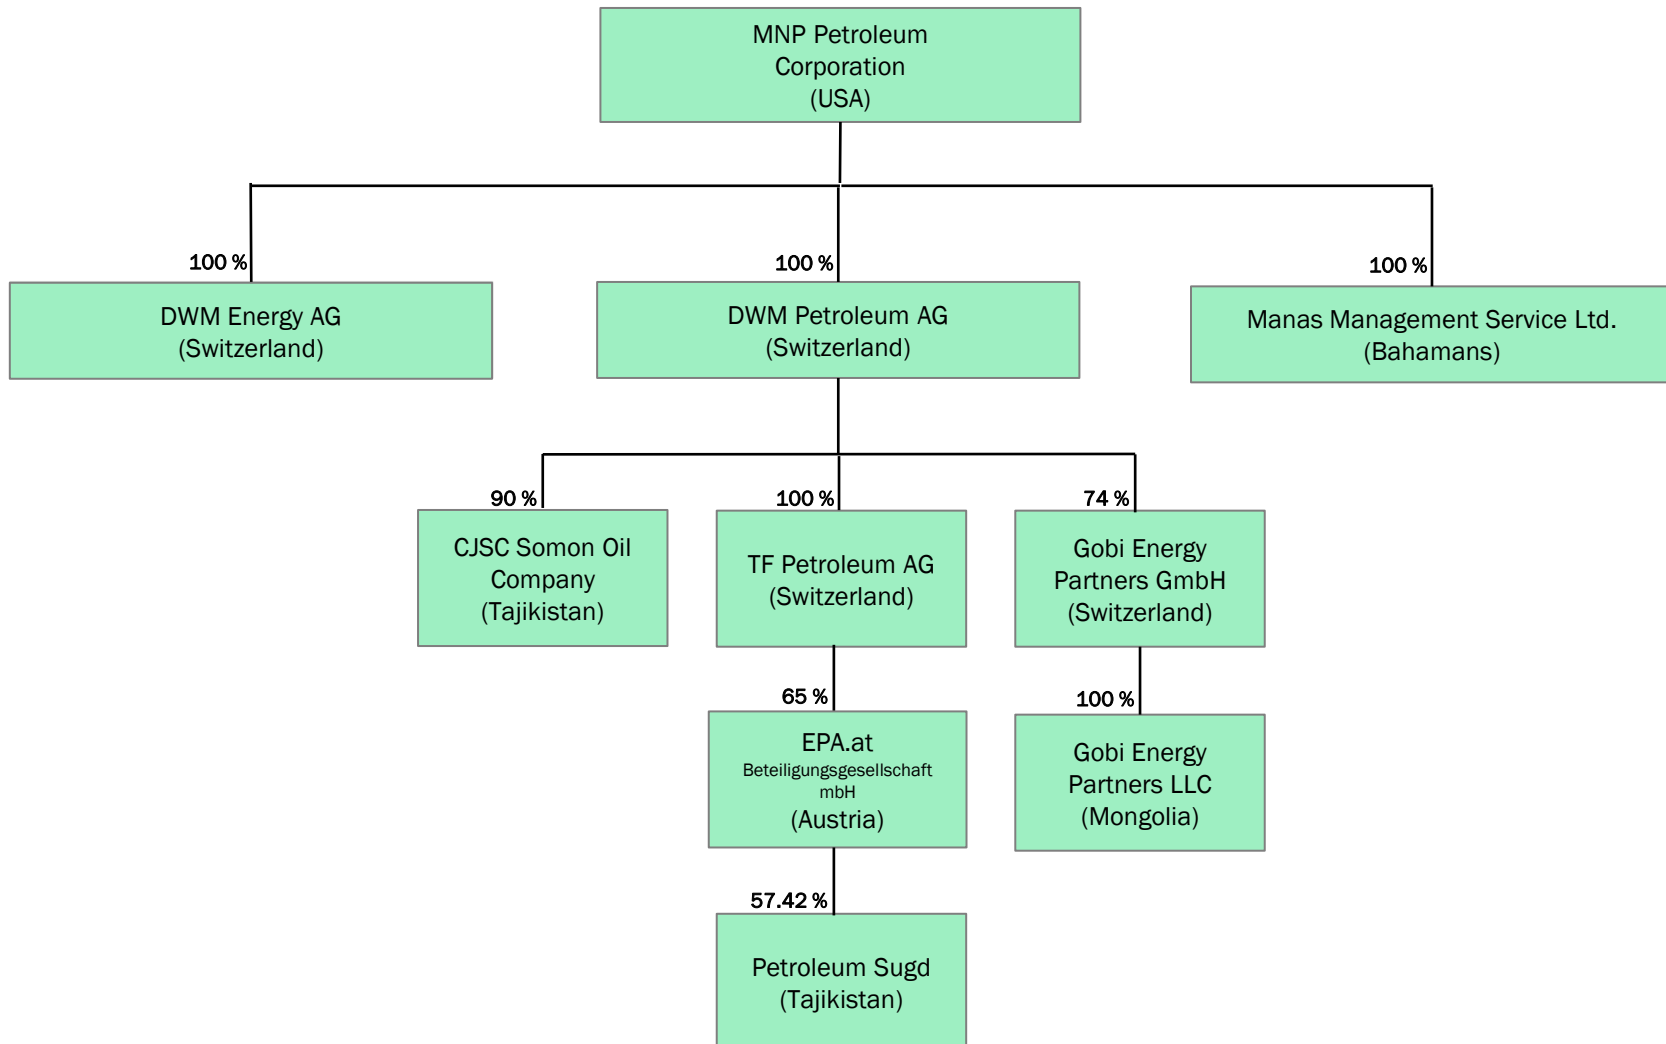 MNP Petroleum
Corporation
(USA)
100 %
100 %
100 %
DWM Energy AG
(Switzerland)
DWM Petroleum AG
(Switzerland)
Manas Management Service Ltd.
(Bahamans)
90 %
100 %
74 %
CJSC Somon Oil
Company
(Tajikistan)
TF Petroleum AG
(Switzerland)
Gobi Energy
Partners GmbH
(Switzerland)
65 %
100 %
EPA.at
Beteiligungsgesellschaft
mbH
(Austria)
Gobi Energy
Partners LLC
(Mongolia)
57.42 %
Petroleum Sugd
(Tajikistan)